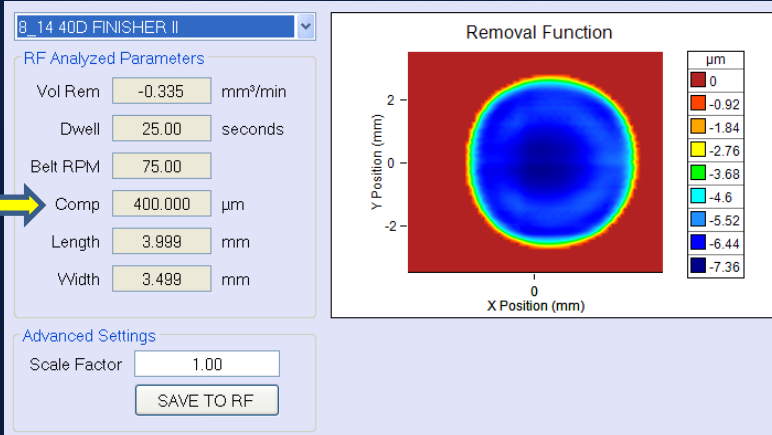 8_14 40D FINISHER II
RF Analyzed Parameters
Vol Rem -0.335 mm³/min
Dwell 25.00 seconds
Belt RPM 75.00
Comp 400.000 µm
Length 3.999 mm
Width 3.499 mm
Advanced Settings
Scale Factor 1.00
SAVE TO RF
Removal Function
Y Position (mm)
2
0
-2
0
X Position (mm)
µm
0
-0.92
-1.84
-2.76
-3.68
-4.6
-5.52
-6.44
-7.36